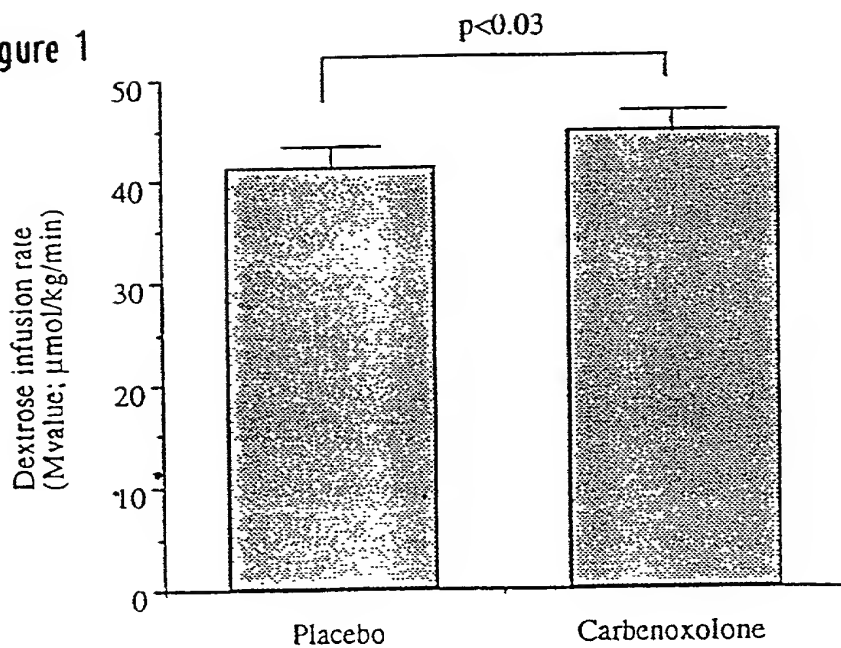 gure 1
p<0.03
50
40
30
20
10
0
Dextrose infusion rate
(Mvalue; µmol/kg/min)
Placebo
Carbenoxolone